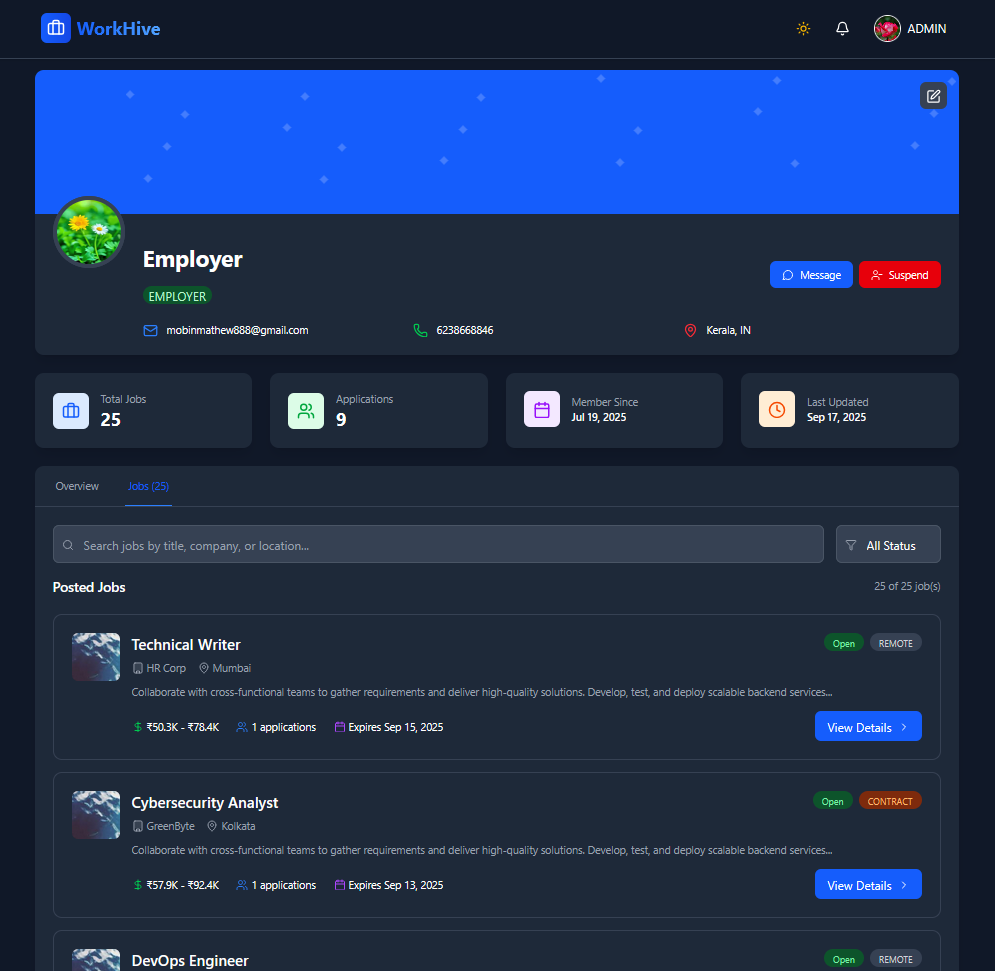 WorkHive
ADMIN
Employer
EMPLOYER
Message
Suspend
mobinmathew888@gmail.com
6238668846
Kerala, IN
Total Jobs
25
Applications
9
Member Since
Jul 19, 2025
Last Updated
Sep 17, 2025
Overview
Jobs (25)
Search jobs by title, company, or location...
All Status
Posted Jobs
25 of 25 job(s)
Technical Writer
Open
REMOTE
HR Corp
Mumbai
Collaborate with cross-functional teams to gather requirements and deliver high-quality solutions. Develop, test, and deploy scalable backend services...
₹50.3K - ₹78.4K
1 applications
Expires Sep 15, 2025
View Details
Cybersecurity Analyst
Open
CONTRACT
GreenByte
Kolkata
Collaborate with cross-functional teams to gather requirements and deliver high-quality solutions. Develop, test, and deploy scalable backend services...
₹57.9K - ₹92.4K
1 applications
Expires Sep 13, 2025
View Details
DevOps Engineer
Open
REMOTE